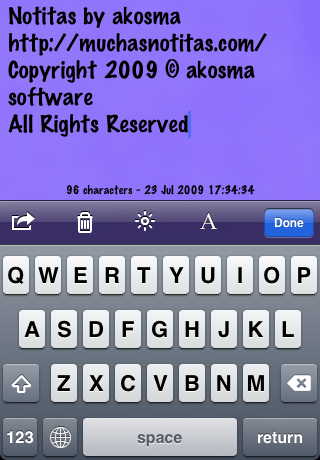 Notitas by akosma
http://muchasnotitas.com/
Copyright 2009 © akosma
software
All Rights Reserved
96 characters - 23 Jul 2009 17:34:34
A Done
Q W E R T Y U I O P
A S D F G H J K L
Z X C V B N M
123 space return